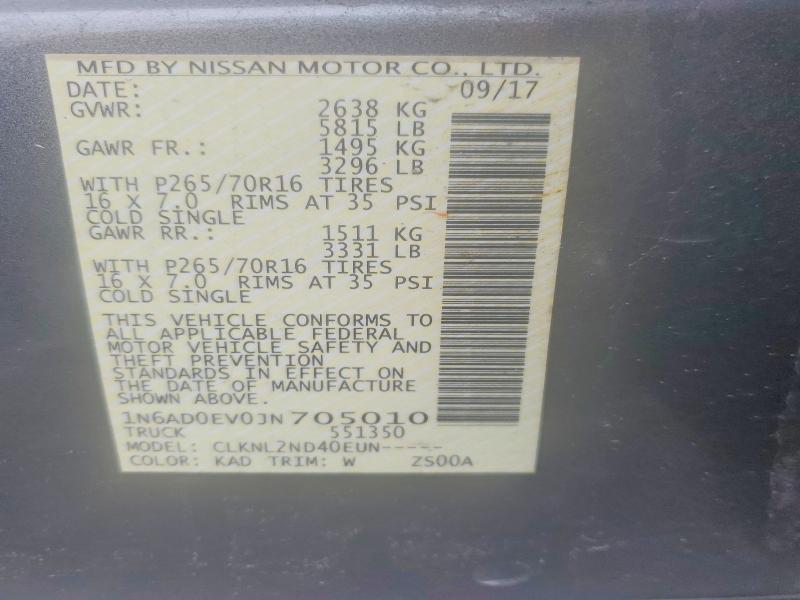 MFD BY NISSAN MOTOR CO., LTD.
DATE: 09/17
GVWR: 2638 KG
5815 LB
GAWR FR.: 1495 KG
3296 LB
WITH P265/70R16 TIRES
16 X 7.0 RIMS AT 35 PSI
COLD SINGLE
GAWR RR.: 1511 KG
3331 LB
WITH P265/70R16 TIRES
16 X 7.0 RIMS AT 35 PSI
COLD SINGLE
THIS VEHICLE CONFORMS TO
ALL APPLICABLE FEDERAL
MOTOR VEHICLE SAFETY AND
THEFT PREVENTION
STANDARDS IN EFFECT ON
THE DATE OF MANUFACTURE
SHOWN ABOVE.
1N6AD0EV0JN705010
TRUCK 551350
MODEL: CLKNL2ND40EUN-----
COLOR: KAD TRIM: W ZS00A